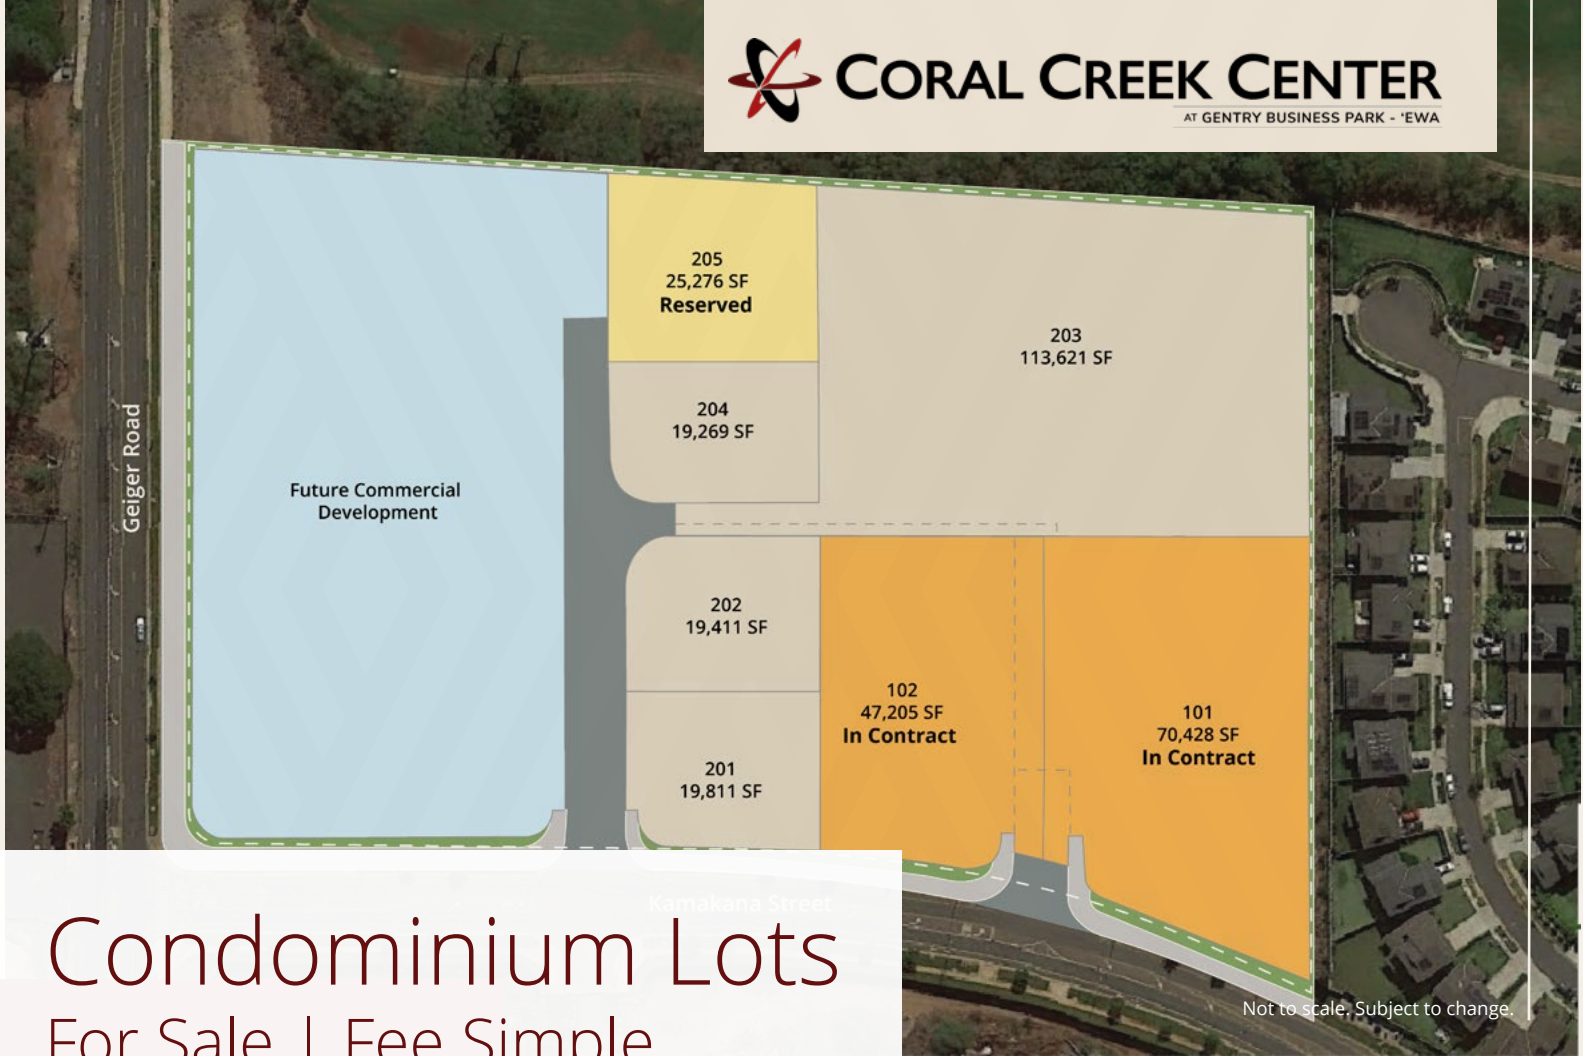 CORAL CREEK CENTER
AT GENTRY BUSINESS PARK - ‘EWA
205
25,276 SF
Reserved
203
113,621 SF
204
19,269 SF
Geiger Road
Future Commercial
Development
202
19,411 SF
102
47,205 SF
In Contract
101
70,428 SF
In Contract
201
19,811 SF
Kamakana Street
Condominium Lots
For Sale | Fee Simple
Not to scale. Subject to change.